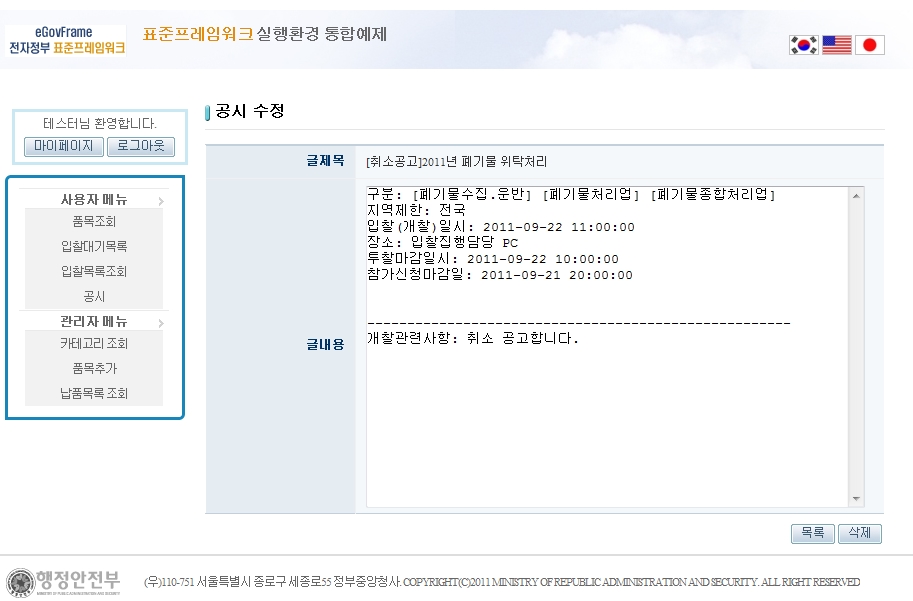 eGovFrame
전자정부 표준프레임워크
표준프레임워크 실행환경 통합예제
테스터님 환영합니다.
마이페이지 로그아웃
사용자 메뉴
품목조회
입찰대기목록
입찰목록조회
공시
관리자 메뉴
카테고리 조회
품목추가
납품목록 조회
공시 수정
글제목 [취소공고]2011년 폐기물 위탁처리
글내용
구분: [폐기물수집.운반] [폐기물처리업] [폐기물종합처리업]
지역제한: 전국
입찰(개찰)일시: 2011-09-22 11:00:00
장소: 입찰집행담당 PC
투찰마감일시: 2011-09-22 10:00:00
참가신청마감일: 2011-09-21 20:00:00
-----------------------------------------------------
개찰관련사항: 취소 공고합니다.
목록 삭제
행정안전부
MINISTRY OF PUBLIC ADMINISTRATION AND SECURITY
(우)110-751 서울특별시 종로구 세종로55 정부중앙청사. COPYRIGHT(C)2011 MINISTRY OF REPUBLIC ADMINISTRATION AND SECURITY. ALL RIGHT RESERVED